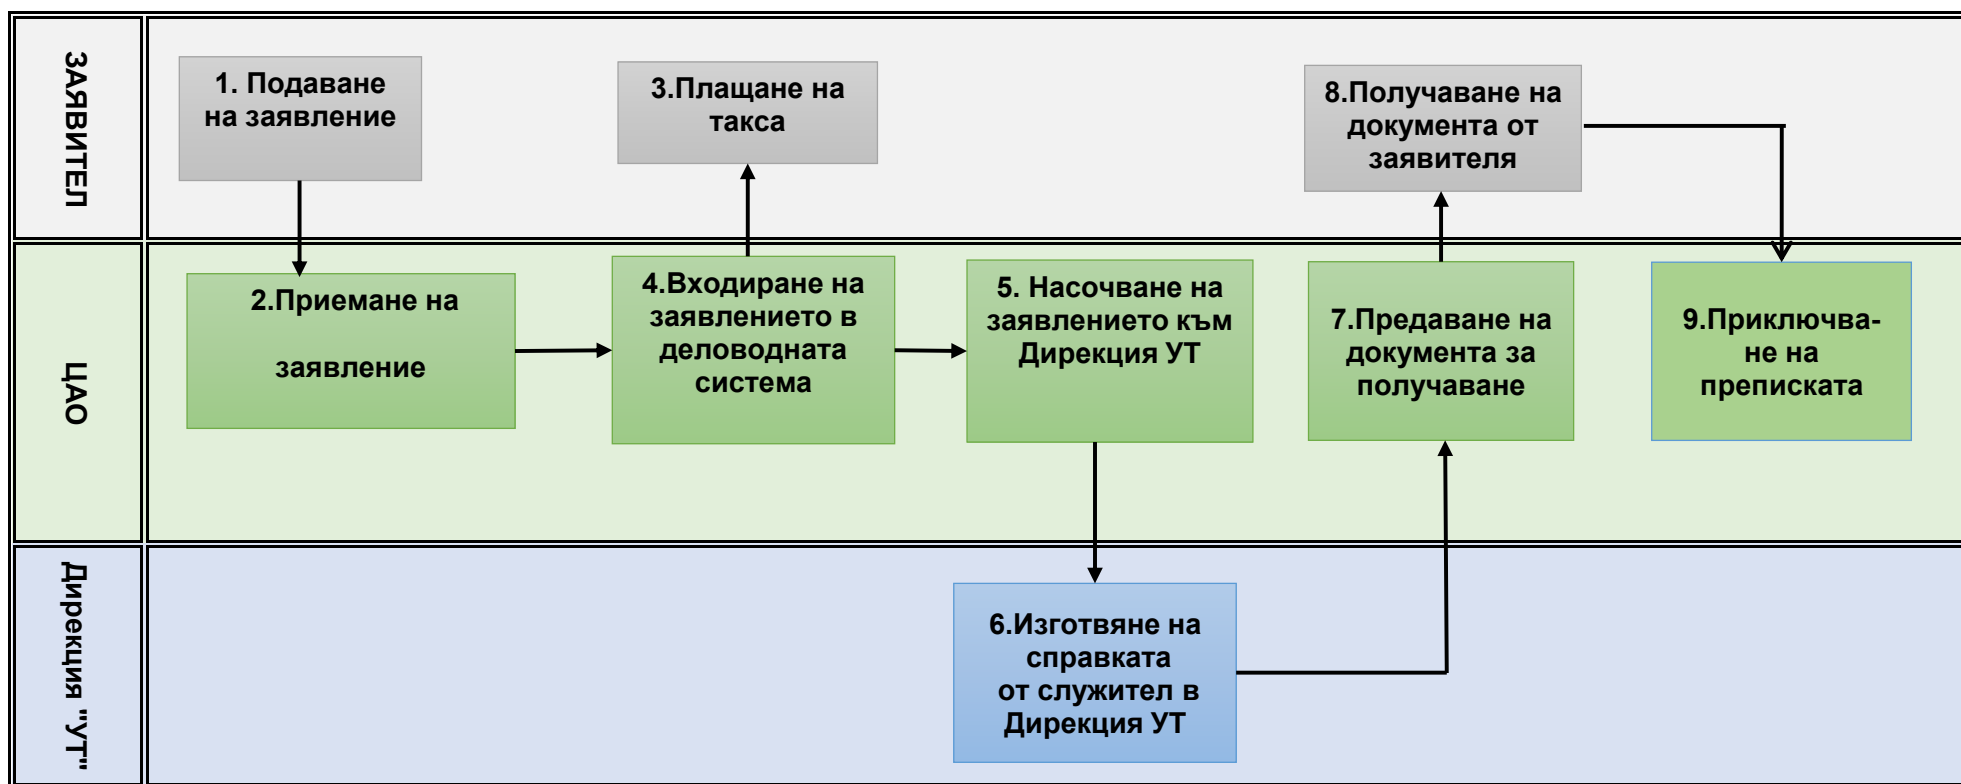 ЗАЯВИТЕЛ
1. Подаване
на заявление
3.Плащане на
такса
8.Получаване на
документа от
заявителя
ЦАО
2.Приемане на
заявление
4.Входиране на
заявлението в
деловодната
система
5. Насочване на
заявлението към
Дирекция УТ
7.Предаване на
документа за
получаване
9.Приключва-
не на
преписката
Дирекция "УТ"
6.Изготвяне на
справката
от служител в
Дирекция УТ